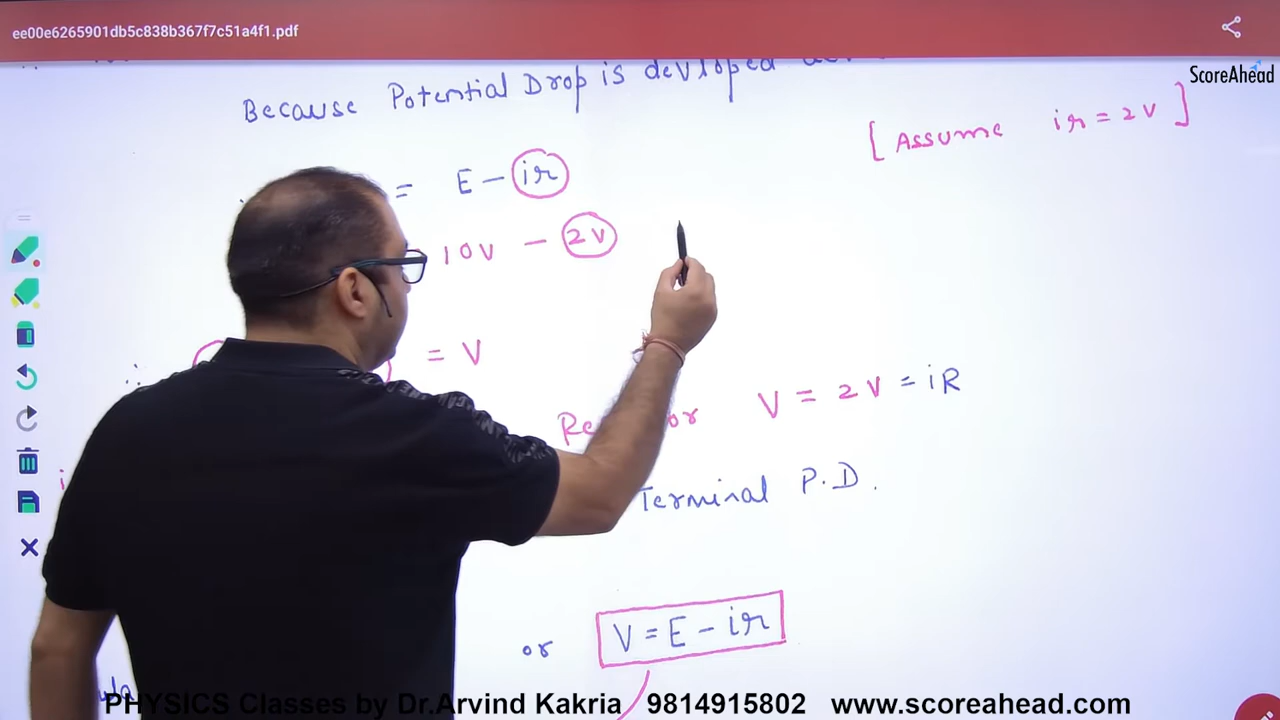 ee00e6265901db5c838b367f7c51a4f1.pdf
ScoreAhead
Because Potential Drop is developed
[ Assume ir = 2V ]
= E - ir
10V - 2V
= V
or V = 2V = iR
Terminal P.D.
or V = E - ir
PHYSICS Classes by Dr.Arvind Kakria 9814915802 www.scoreahead.com